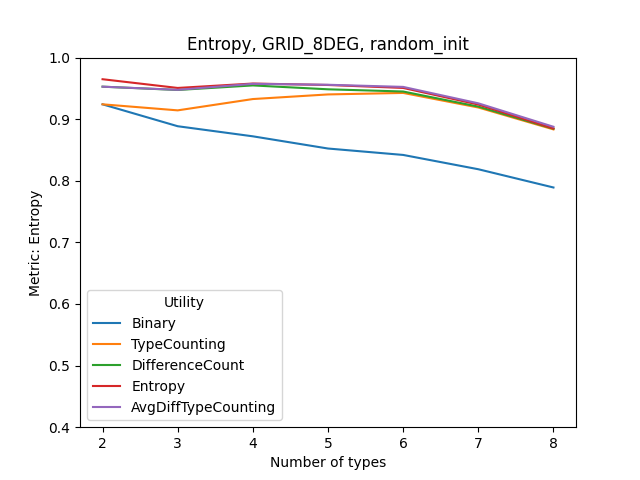 Entropy, GRID_8DEG, random_init
Metric: Entropy
1.0
0.9
0.8
0.7
0.6
0.5
0.4
Utility
Binary
TypeCounting
DifferenceCount
Entropy
AvgDiffTypeCounting
2 3 4 5 6 7 8
Number of types